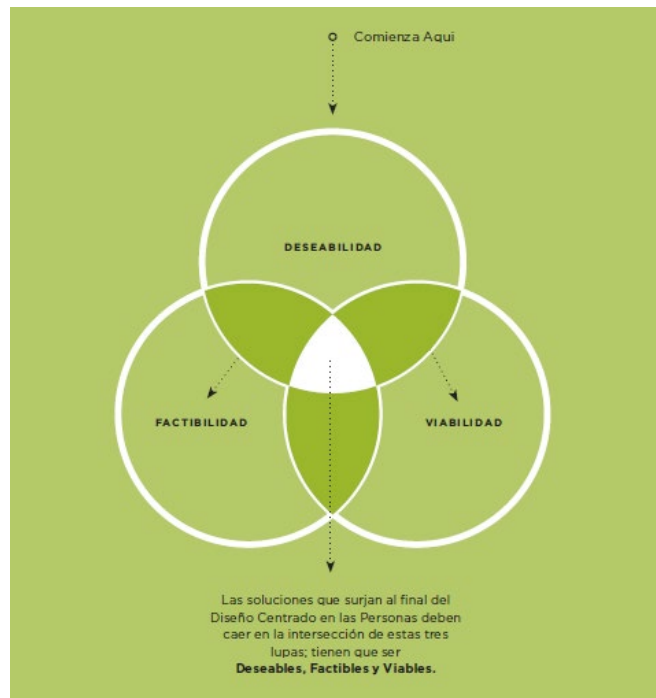 Comienza Aqui
DESEABILIDAD
FACTIBILIDAD
VIABILIDAD
Las soluciones que surjan al final del
Diseño Centrado en las Personas deben
caer en la intersección de estas tres
lupas; tienen que ser
Deseables, Factibles y Viables.